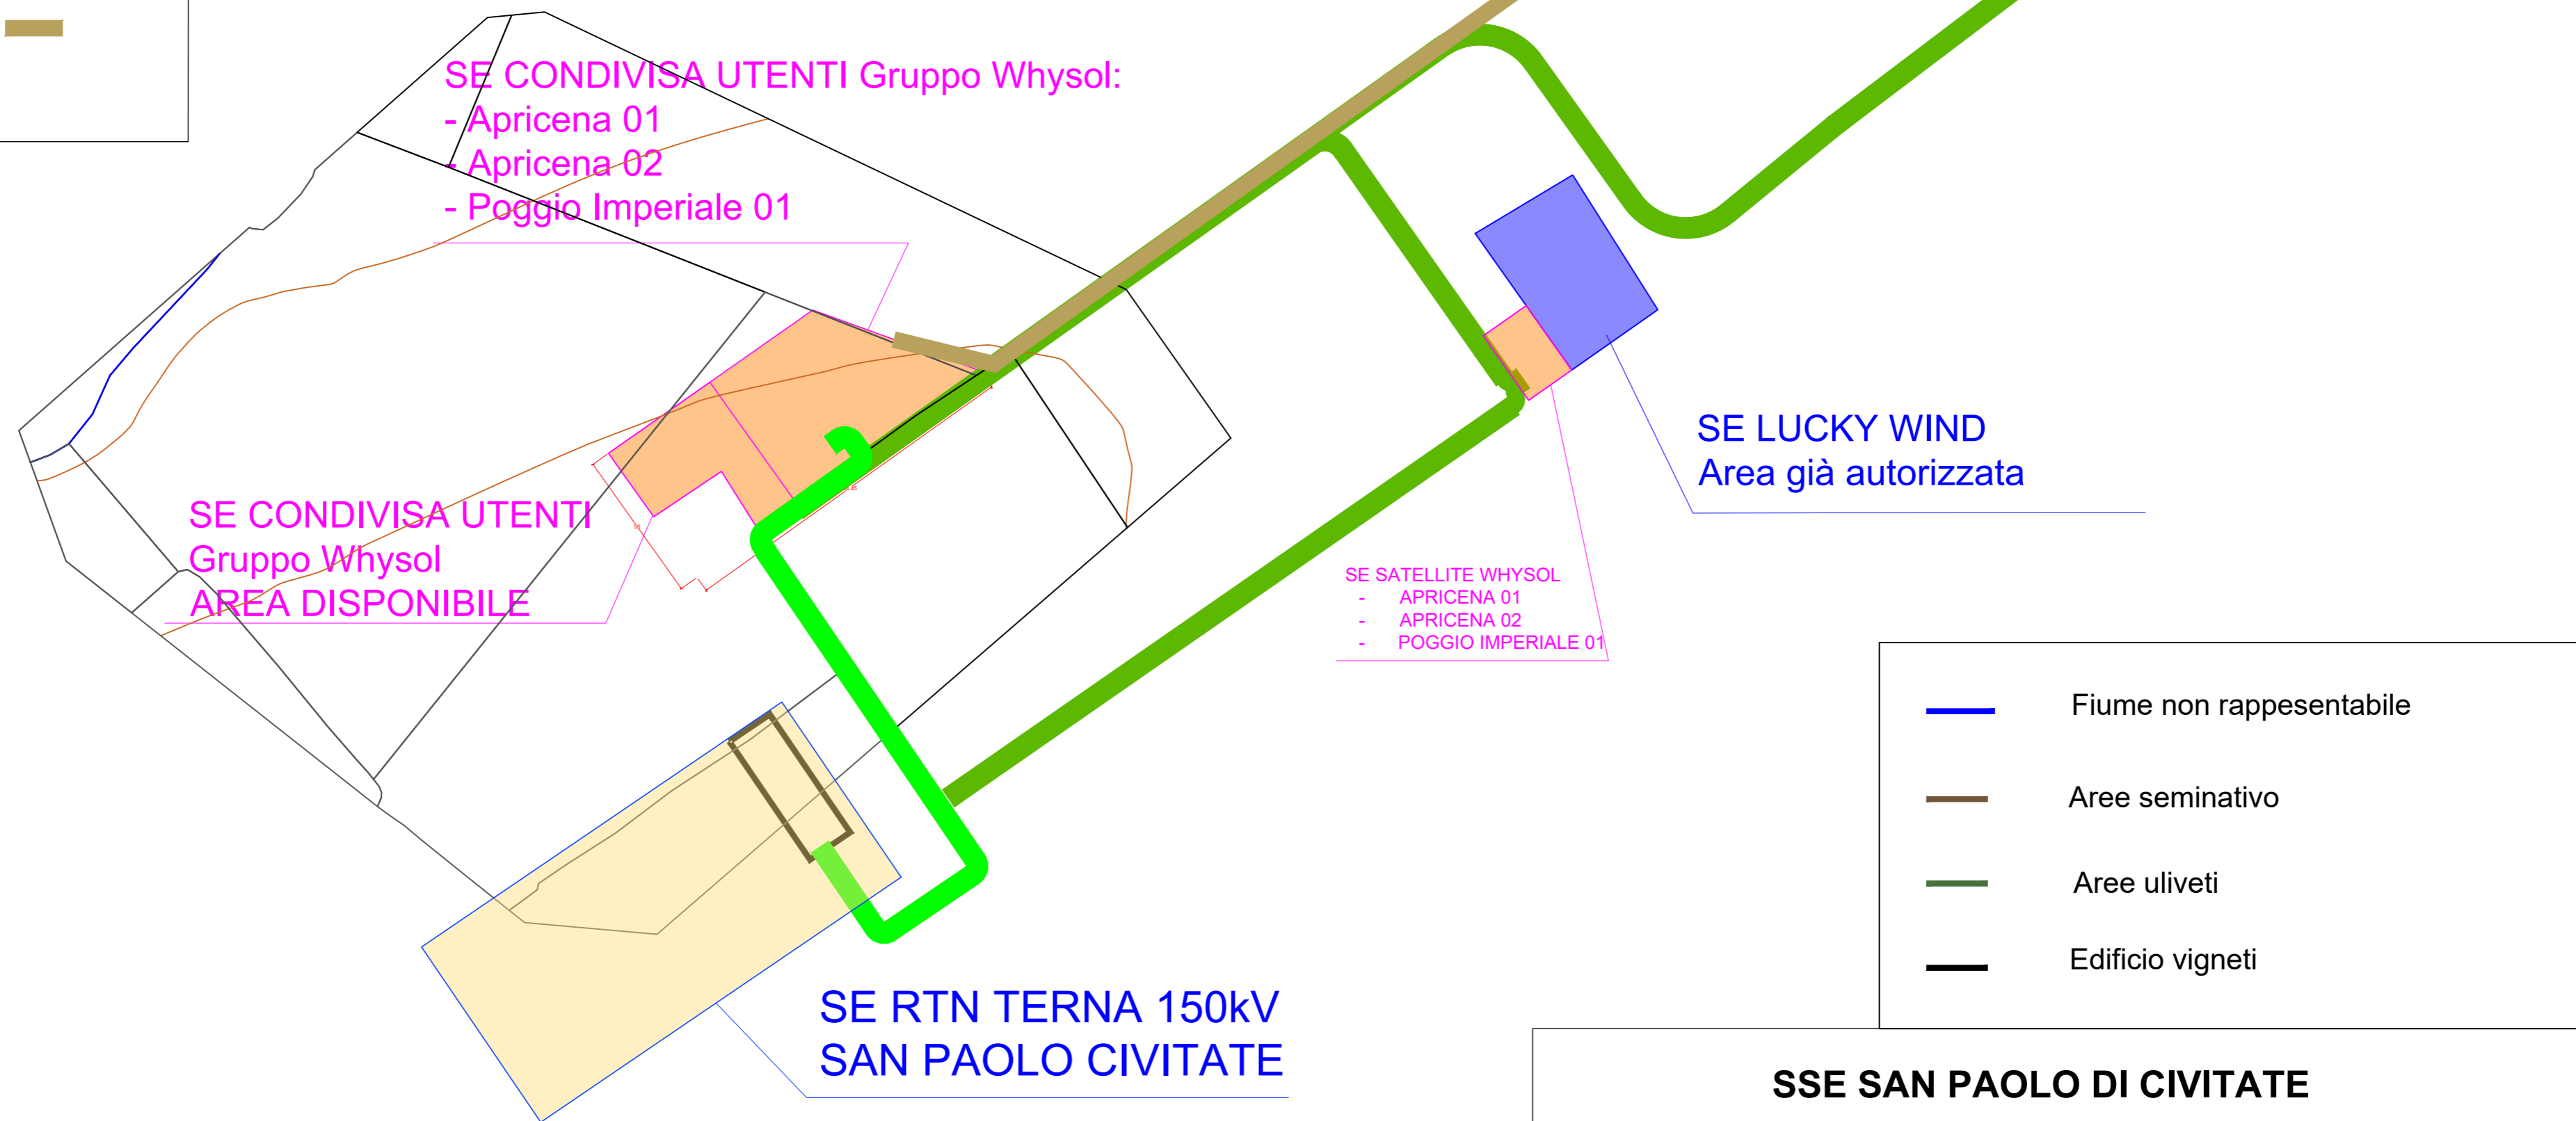 SE CONDIVISA UTENTI Gruppo Whysol:
- Apricena 01
- Apricena 02
- Poggio Imperiale 01
SE CONDIVISA UTENTI
Gruppo Whysol
AREA DISPONIBILE
SE LUCKY WIND
Area già autorizzata
SE SATELLITE WHYSOL
- APRICENA 01
- APRICENA 02
- POGGIO IMPERIALE 01
SE RTN TERNA 150kV
SAN PAOLO CIVITATE
Fiume non rappesentabile
Aree seminativo
Aree uliveti
Edificio vigneti
SSE SAN PAOLO DI CIVITATE